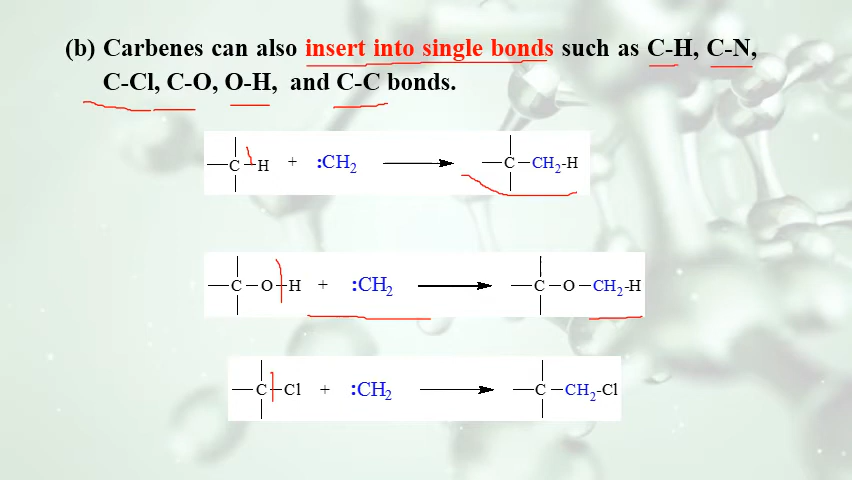 (b) Carbenes can also insert into single bonds such as C-H, C-N,
C-Cl, C-O, O-H, and C-C bonds.
—C—H + :CH₂ ⟶ —C—CH₂-H
—C—O—H + :CH₂ ⟶ —C—O—CH₂-H
—C—Cl + :CH₂ ⟶ —C—CH₂-Cl